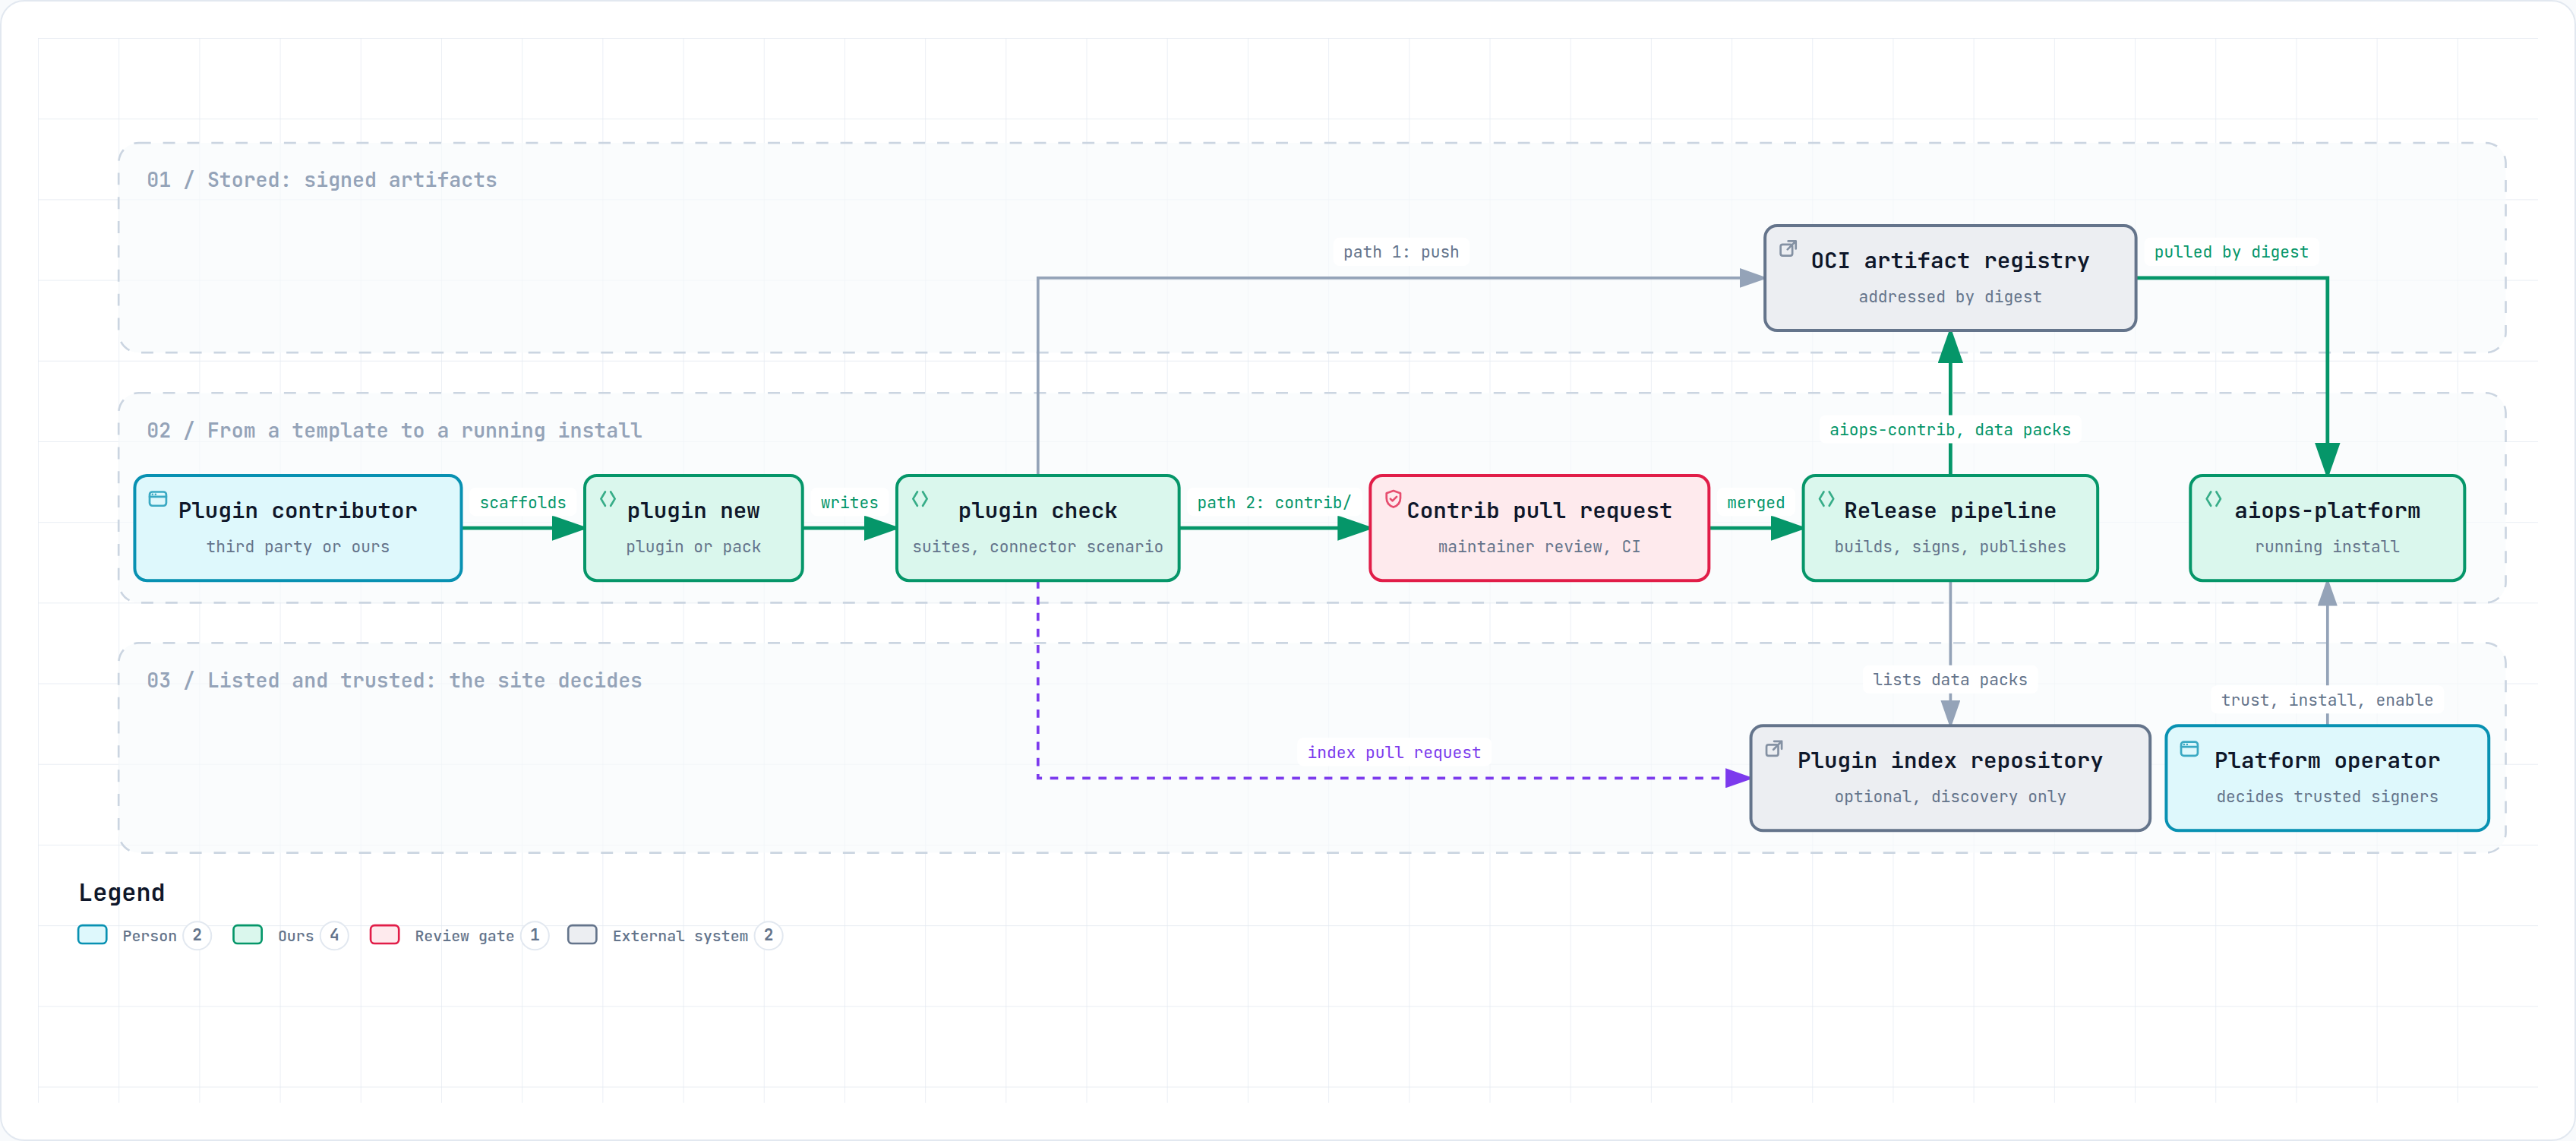 01 / Stored: signed artifacts
path 1: push
OCI artifact registry
addressed by digest
pulled by digest
02 / From a template to a running install
aiops-contrib, data packs
Plugin contributor
third party or ours
scaffolds
plugin new
plugin or pack
writes
plugin check
suites, connector scenario
path 2: contrib/
Contrib pull request
maintainer review, CI
merged
Release pipeline
builds, signs, publishes
aiops-platform
running install
03 / Listed and trusted: the site decides
lists data packs
trust, install, enable
index pull request
Plugin index repository
optional, discovery only
Platform operator
decides trusted signers
Legend
Person 2
Ours 4
Review gate 1
External system 2